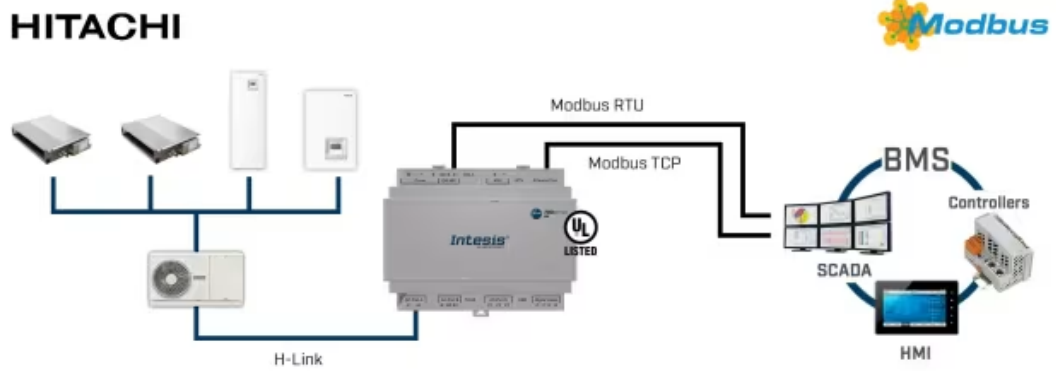 HITACHI
Modbus
Modbus RTU
Modbus TCP
BMS
Controllers
Intesis
UL
LISTED
SCADA
HMI
H-Link